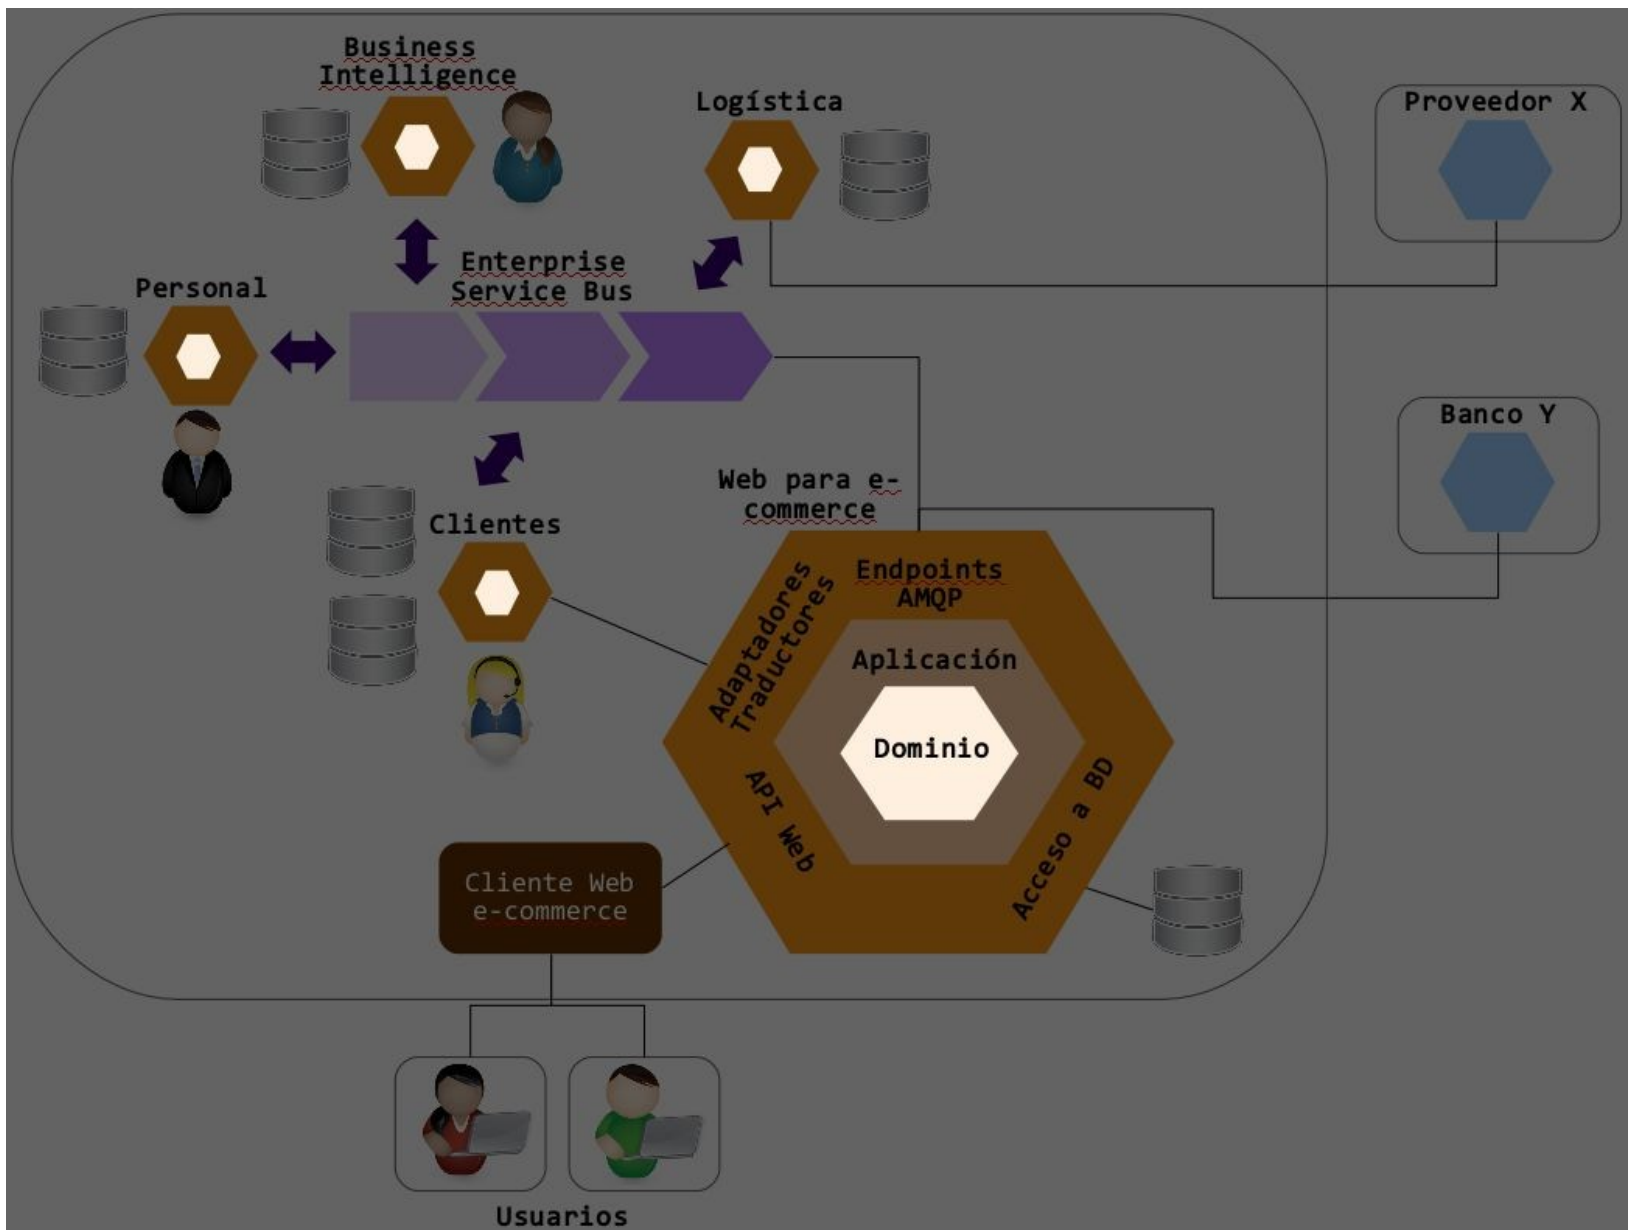 Business
Intelligence
Logística
Proveedor X
Enterprise
Service Bus
Personal
Banco Y
Web para e-
commerce
Clientes
Endpoints
AMQP
Adaptadores
Traductores
Aplicación
Dominio
API Web
Acceso a BD
Cliente Web
e-commerce
Usuarios